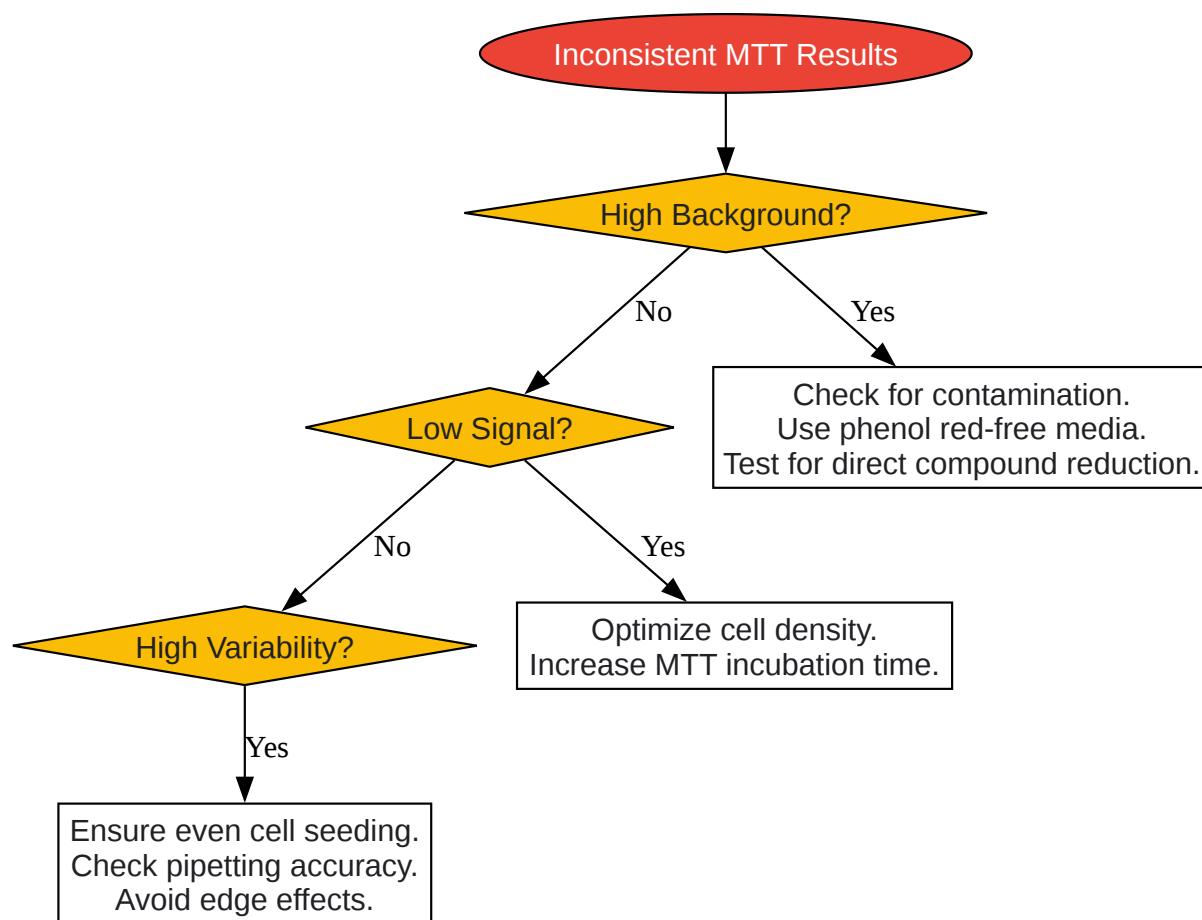 Inconsistent MTT Results
High Background?
No
Yes
Check for contamination.
Use phenol red-free media.
Test for direct compound reduction.
Low Signal?
No
Yes
Optimize cell density.
Increase MTT incubation time.
High Variability?
Yes
Ensure even cell seeding.
Check pipetting accuracy.
Avoid edge effects.